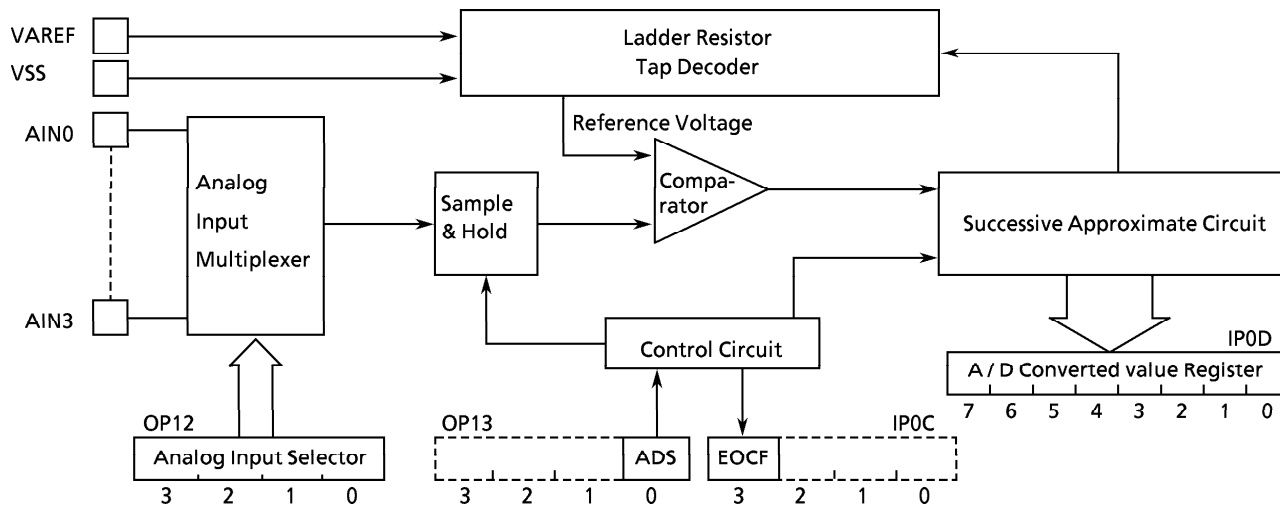 VAREF
VSS
Ladder Resistor
Tap Decoder
AIN0
Reference Voltage
Analog
Input
Multiplexer
Sample
& Hold
Compa-
rator
Successive Approximate Circuit
AIN3
Control Circuit
IP0D
A / D Converted value Register
7 6 5 4 3 2 1 0
OP12
Analog Input Selector
3 2 1 0
OP13
ADS
3 2 1 0
IP0C
EOCF
3 2 1 0